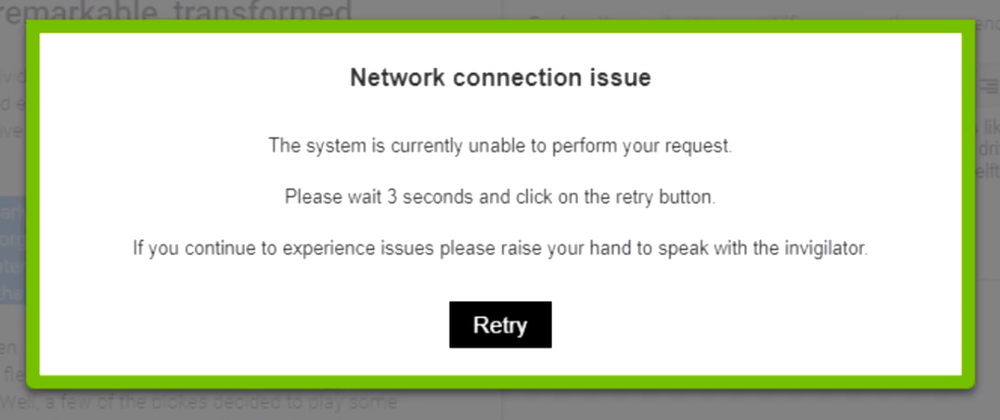 remarkable, transformed
Network connection issue
The system is currently unable to perform your request.
Please wait 3 seconds and click on the retry button.
If you continue to experience issues please raise your hand to speak with the invigilator.
Retry
Well, a few of the blokes decided to play some